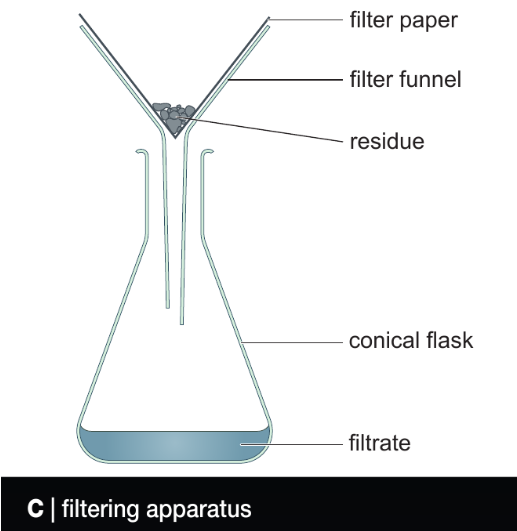 filter paper
filter funnel
residue
conical flask
filtrate
C | filtering apparatus